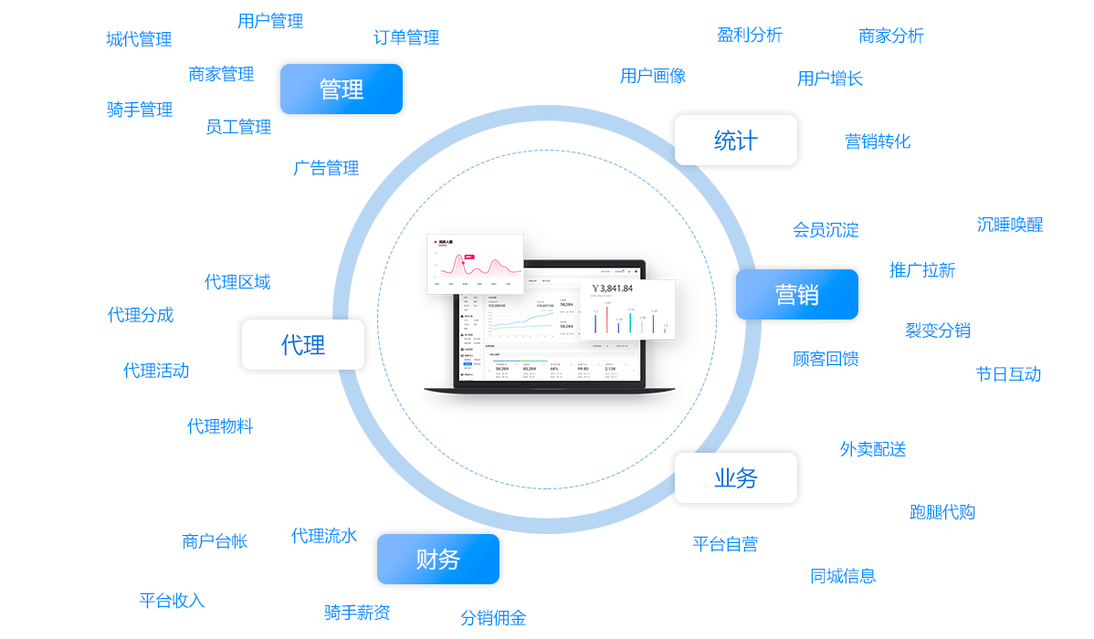 用户管理
城代管理
订单管理
商家管理
管理
骑手管理
员工管理
广告管理
盈利分析
商家分析
用户画像
用户增长
统计
营销转化
会员沉淀
沉睡唤醒
推广拉新
营销
裂变分销
顾客回馈
节日互动
代理区域
代理分成
代理
代理活动
代理物料
¥3,841.84
外卖配送
业务
跑腿代购
平台自营
同城信息
代理流水
商户台帐
财务
平台收入
骑手薪资
分销佣金